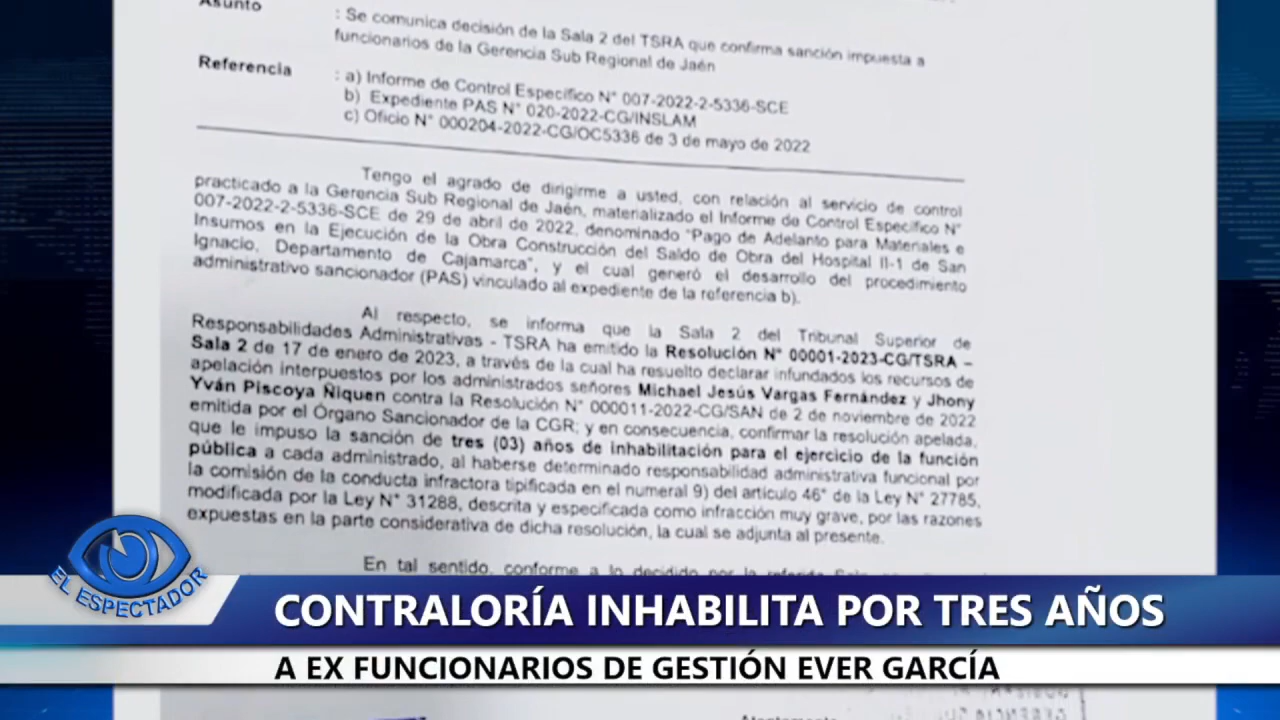 Asunto : Se comunica decisión de la Sala 2 del TSRA que confirma sanción impuesta a
funcionarios de la Gerencia Sub Regional de Jaén
Referencia : a) Informe de Control Específico N° 007-2022-2-5336-SCE
b) Expediente PAS N° 020-2022-CG/INSLAM
c) Oficio N° 000204-2022-CG/OC5336 de 3 de mayo de 2022
Tengo el agrado de dirigirme a usted, con relación al servicio de control
practicado a la Gerencia Sub Regional de Jaén, materializado el Informe de Control Específico N°
007-2022-2-5336-SCE de 29 de abril de 2022, denominado "Pago de Adelanto para Materiales e
Insumos en la Ejecución de la Obra Construcción del Saldo de Obra del Hospital II-1 de San
Ignacio, Departamento de Cajamarca", y el cual generó el desarrollo del procedimiento
administrativo sancionador (PAS) vinculado al expediente de la referencia b).
Al respecto, se informa que la Sala 2 del Tribunal Superior de
Responsabilidades Administrativas - TSRA ha emitido la Resolución N° 00001-2023-CG/TSRA –
Sala 2 de 17 de enero de 2023, a través de la cual ha resuelto declarar infundados los recursos de
apelación interpuestos por los administrados señores Michael Jesús Vargas Fernández y Jhony
Yván Piscoya Ñiquen contra la Resolución N° 000011-2022-CG/SAN de 2 de noviembre de 2022
emitida por el Órgano Sancionador de la CGR; y en consecuencia, confirmar la resolución apelada,
que le impuso la sanción de tres (03) años de inhabilitación para el ejercicio de la función
pública a cada administrado, al haberse determinado responsabilidad administrativa funcional por
la comisión de la conducta infractora tipificada en el numeral 9) del artículo 46° de la Ley N° 27785,
modificada por la Ley N° 31288, descrita y especificada como infracción muy grave, por las razones
expuestas en la parte considerativa de dicha resolución, la cual se adjunta al presente.
En tal sentido, conforme a lo decidido por la referida Sala
EL ESPECTADOR
CONTRALORÍA INHABILITA POR TRES AÑOS
A EX FUNCIONARIOS DE GESTIÓN EVER GARCÍA
Atentamente